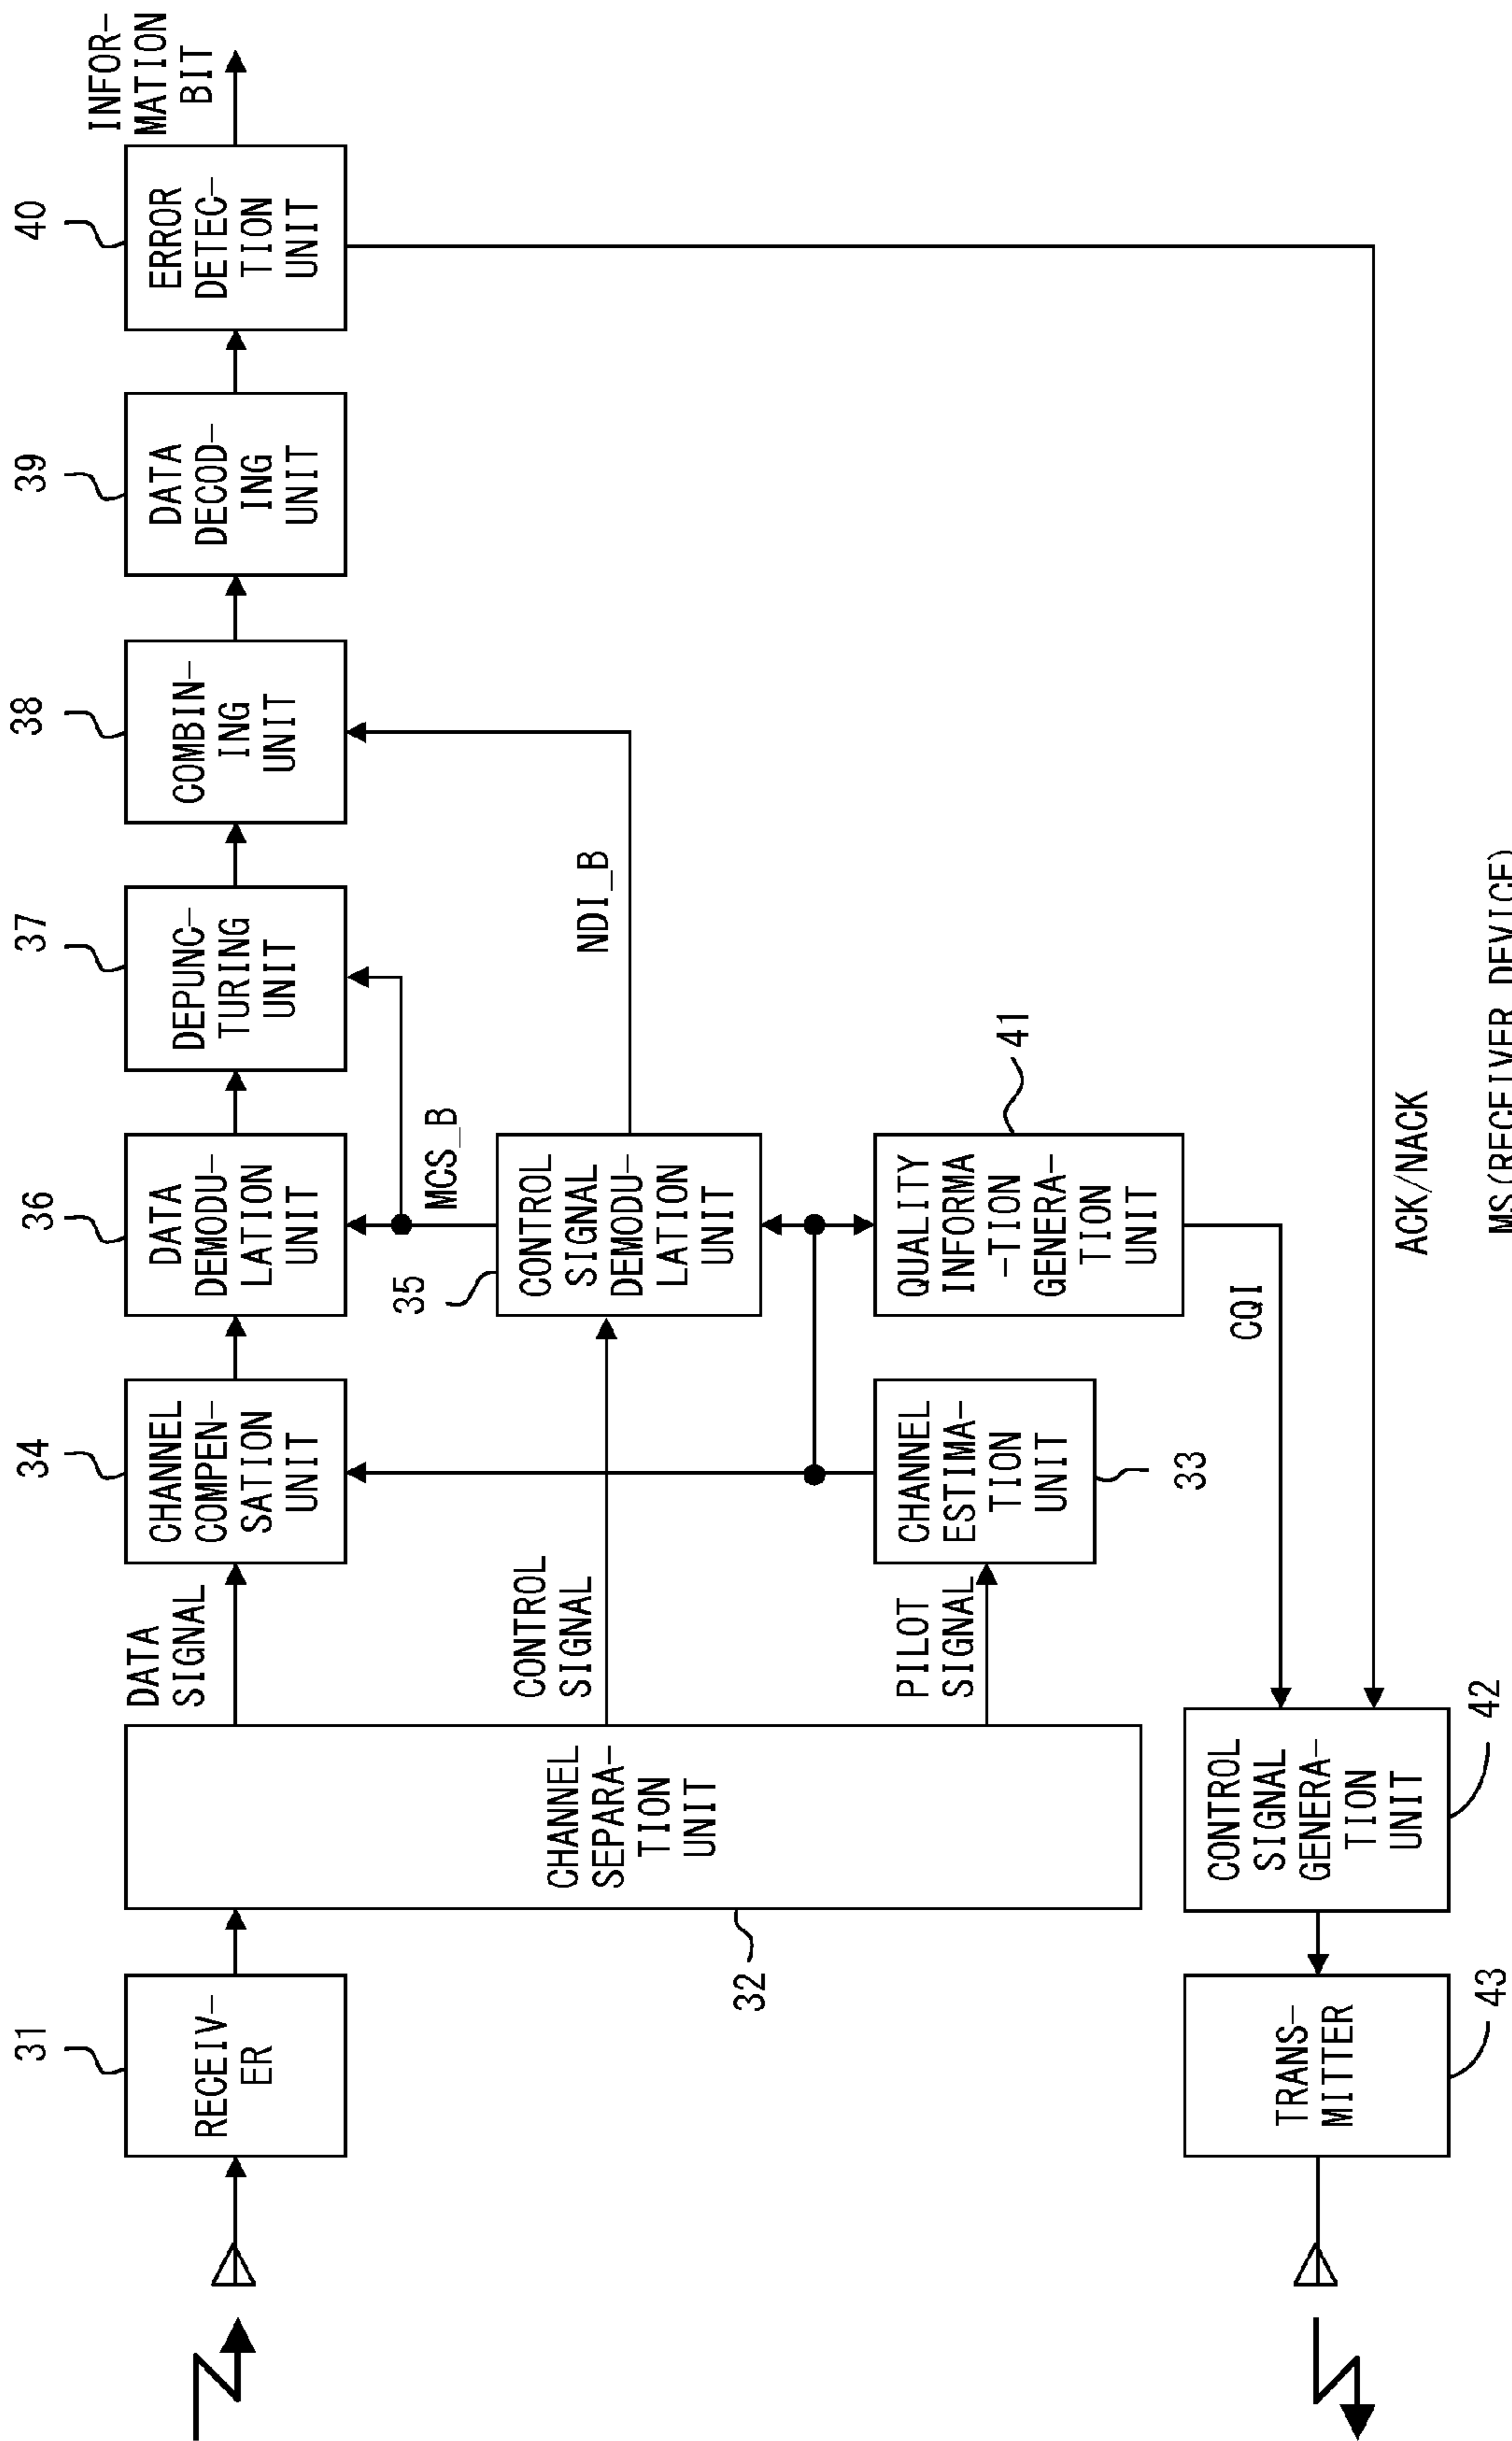 31
RECEIV-
ER
32
CHANNEL
SEPARA-
TION
UNIT
DATA
SIGNAL
CONTROL
SIGNAL
PILOT
SIGNAL
34
CHANNEL
COMPEN-
SATION
UNIT
33
CHANNEL
ESTIMA-
TION
UNIT
36
DATA
DEMODU-
LATION
UNIT
MCS_B
35
CONTROL
SIGNAL
DEMODU-
LATION
UNIT
41
QUALITY
INFORMA
-TION
GENERA-
TION
UNIT
37
DEPUNC-
TURING
UNIT
38
COMBIN-
ING
UNIT
NDI_B
39
DATA
DECOD-
ING
UNIT
40
ERROR
DETEC-
TION
UNIT
INFOR-
MATION
BIT
CQI
ACK/NACK
42
CONTROL
SIGNAL
GENERA-
TION
UNIT
43
TRANS-
MITTER
MS(RECEIVER DEVICE)